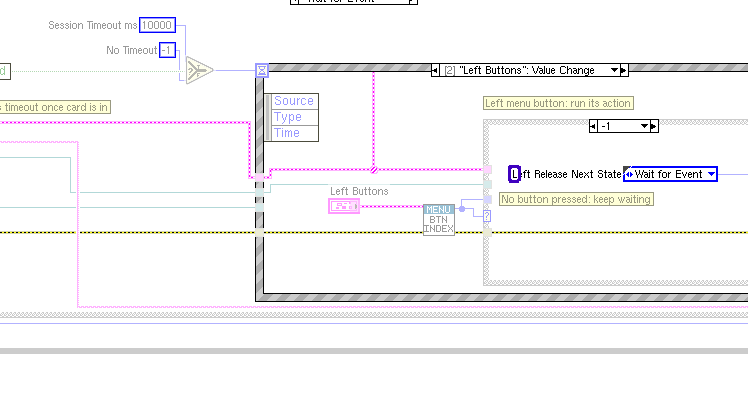 Wait for Event
Session Timeout ms 10000
No Timeout -1
[2] "Left Buttons": Value Change
Source
Type
Time
s timeout once card is in
Left menu button: run its action
-1
Left Release Next State Wait for Event
Left Buttons
No button pressed: keep waiting
MENU
BTN
INDEX
?